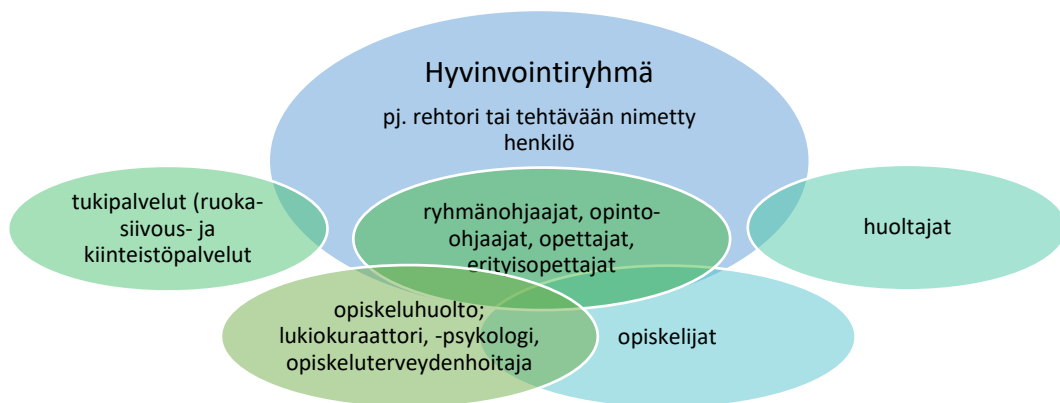 Hyvinvointiryhmä
pj. rehtori tai tehtävään nimetty
henkilö
tukipalvelut (ruoka-
siivous- ja
kiinteistöpalvelut
ryhmänohjaajat, opinto-
ohjaajat, opettajat,
erityisopettajat
huoltajat
opiskeluhuolto;
lukiokuraattori, -psykologi,
opiskeluterveydenhoitaja
opiskelijat